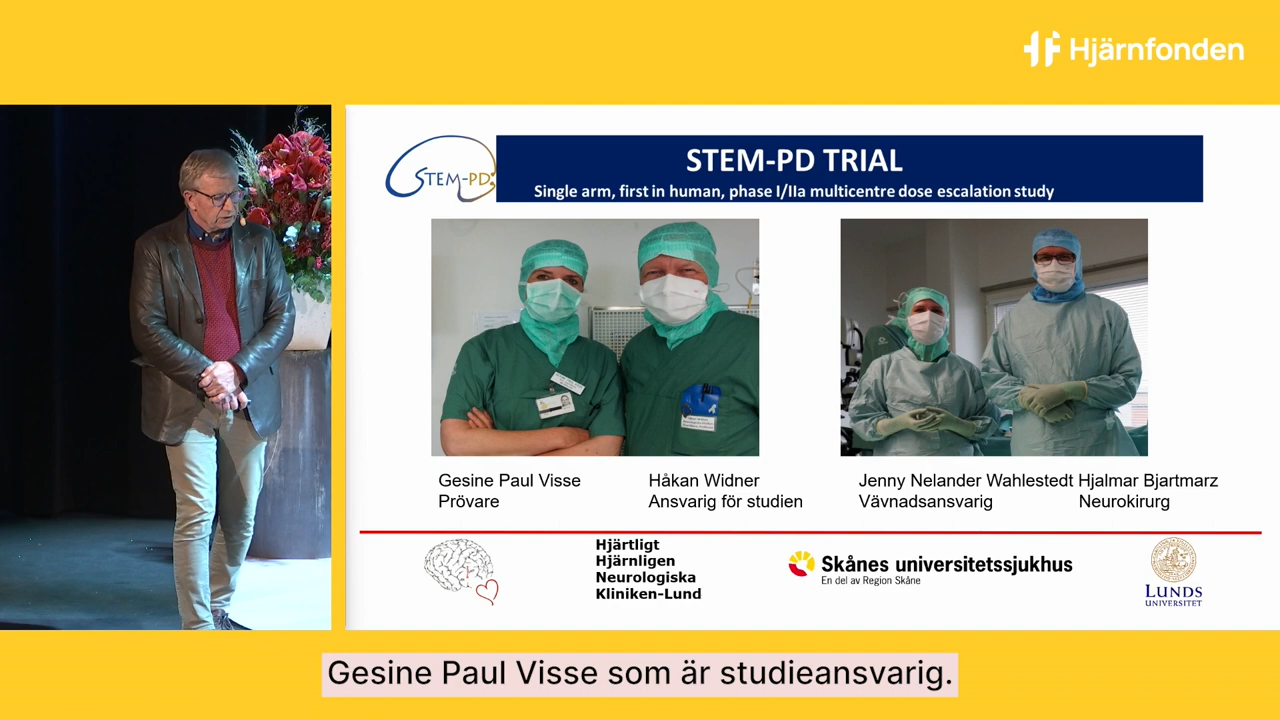 Hjärnfonden
STEM-PD
STEM-PD TRIAL
Single arm, first in human, phase I/IIa multicentre dose escalation study
Gesine Paul Visse
Prövare
Håkan Widner
Ansvarig för studien
Jenny Nelander Wahlestedt
Vävnadsansvarig
Hjalmar Bjartmarz
Neurokirurg
Hjärtligt
Hjärnligen
Neurologiska
Kliniken-Lund
Skånes universitetssjukhus
En del av Region Skåne
LUNDS
UNIVERSITET
Gesine Paul Visse som är studieansvarig.